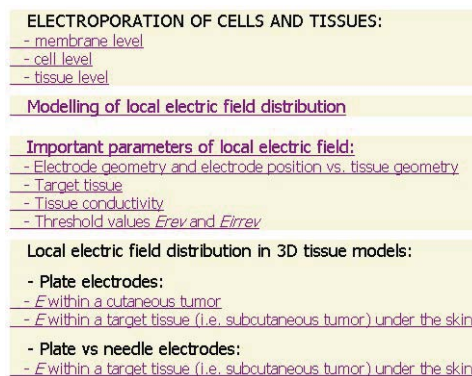 ELECTROPORATION OF CELLS AND TISSUES:
- membrane level
- cell level
- tissue level
Modelling of local electric field distribution
Important parameters of local electric field:
- Electrode geometry and electrode position vs. tissue geometry
- Target tissue
- Tissue conductivity
- Threshold values Erev and Eirrev
Local electric field distribution in 3D tissue models:
- Plate electrodes:
- E within a cutaneous tumor
- E within a target tissue (i.e. subcutaneous tumor) under the skin
- Plate vs needle electrodes:
- E within a target tissue (i.e. subcutaneous tumor) under the skin